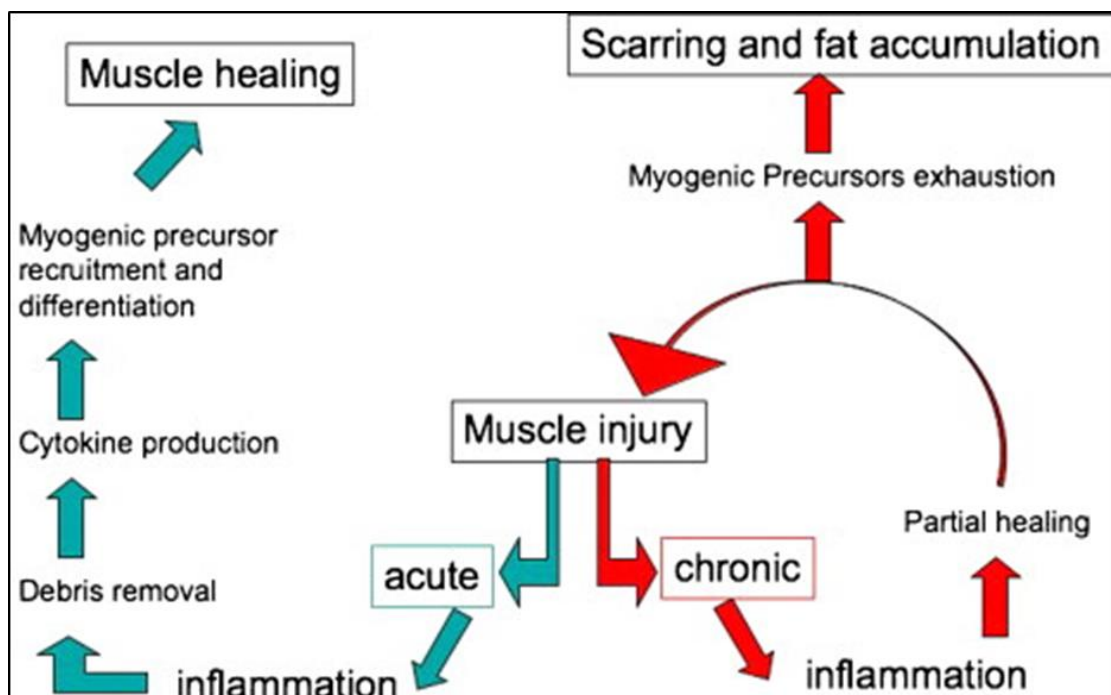 Scarring and fat accumulation
Muscle healing
Myogenic Precursors exhaustion
Myogenic precursor
recruitment and
differentiation
Muscle injury
Cytokine production
Partial healing
acute
chronic
Debris removal
inflammation
inflammation